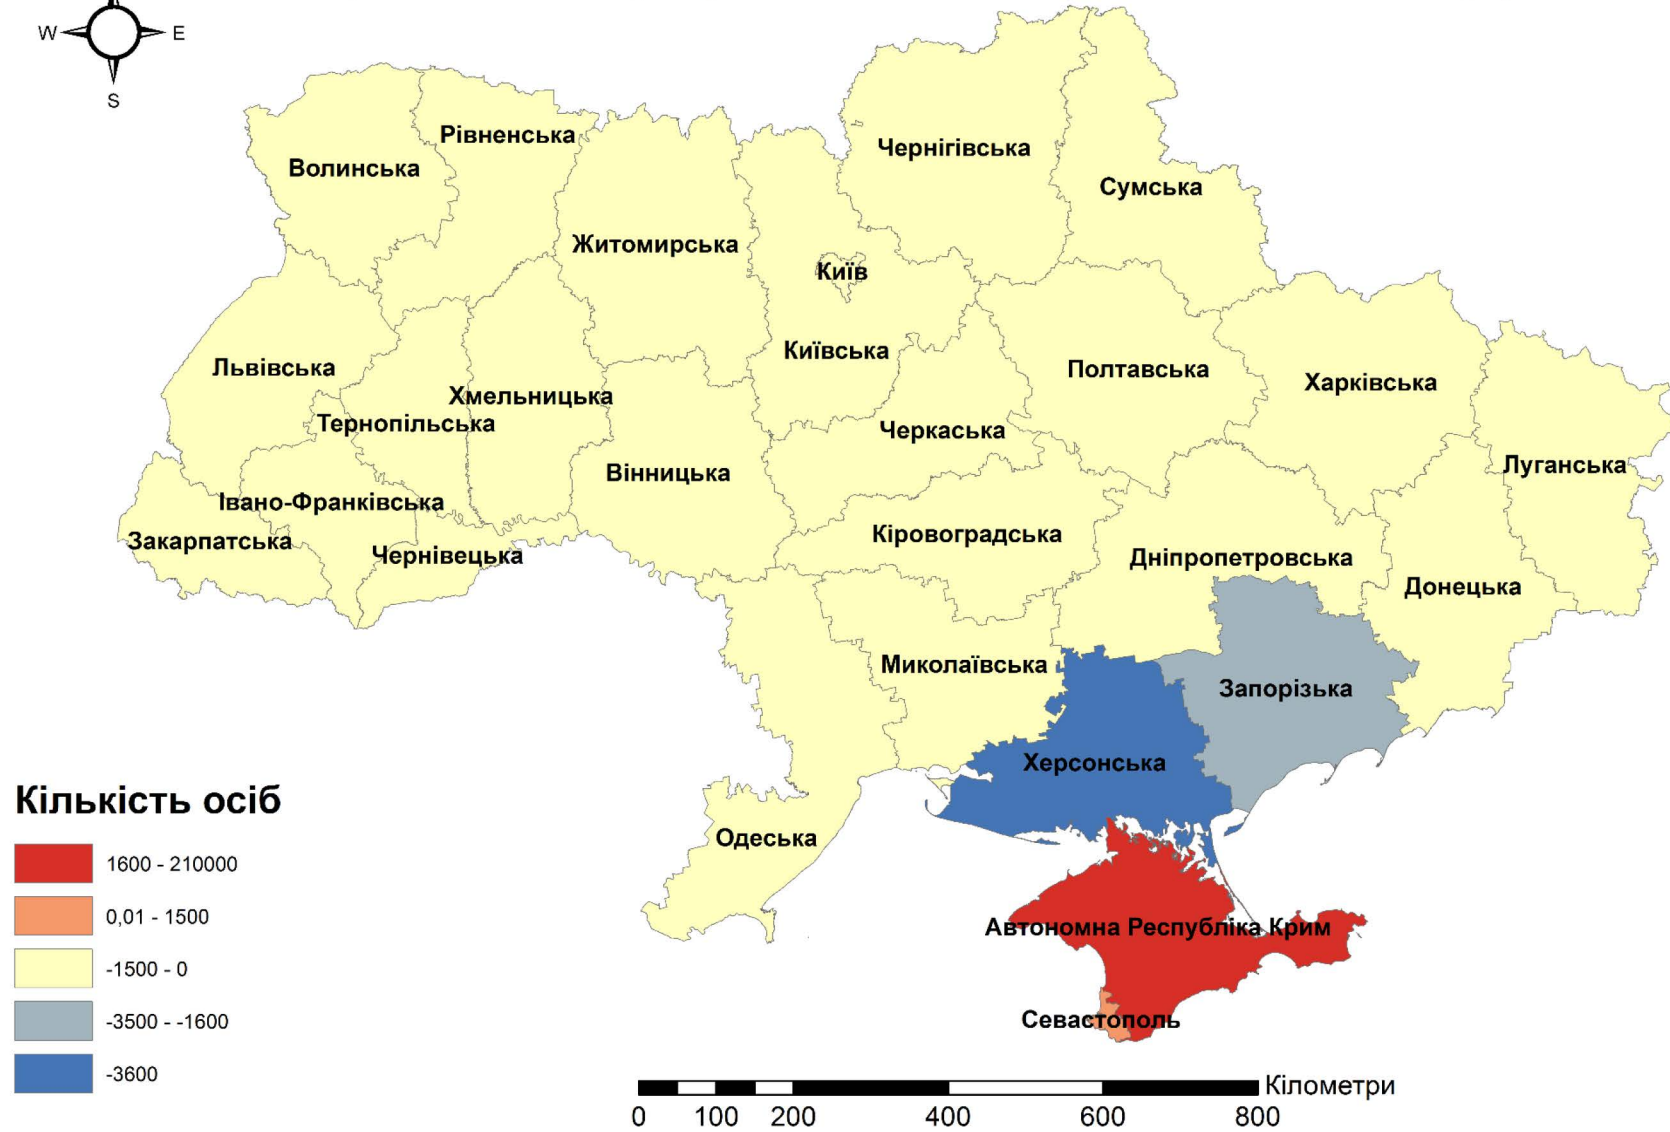 W E
S
Рівненська
Чернігівська
Волинська
Сумська
Житомирська
Київ
Київська
Львівська
Полтавська
Харківська
Хмельницька
Тернопільська
Черкаська
Луганська
Вінницька
Івано-Франківська
Кіровоградська
Закарпатська
Чернівецька
Дніпропетровська
Донецька
Миколаївська
Запорізька
Херсонська
Кількість осіб
Одеська
1600 - 210000
0,01 - 1500
Автономна Республіка Крим
-1500 - 0
-3500 - -1600
Севастополь
-3600
Кілометри
0 100 200 400 600 800